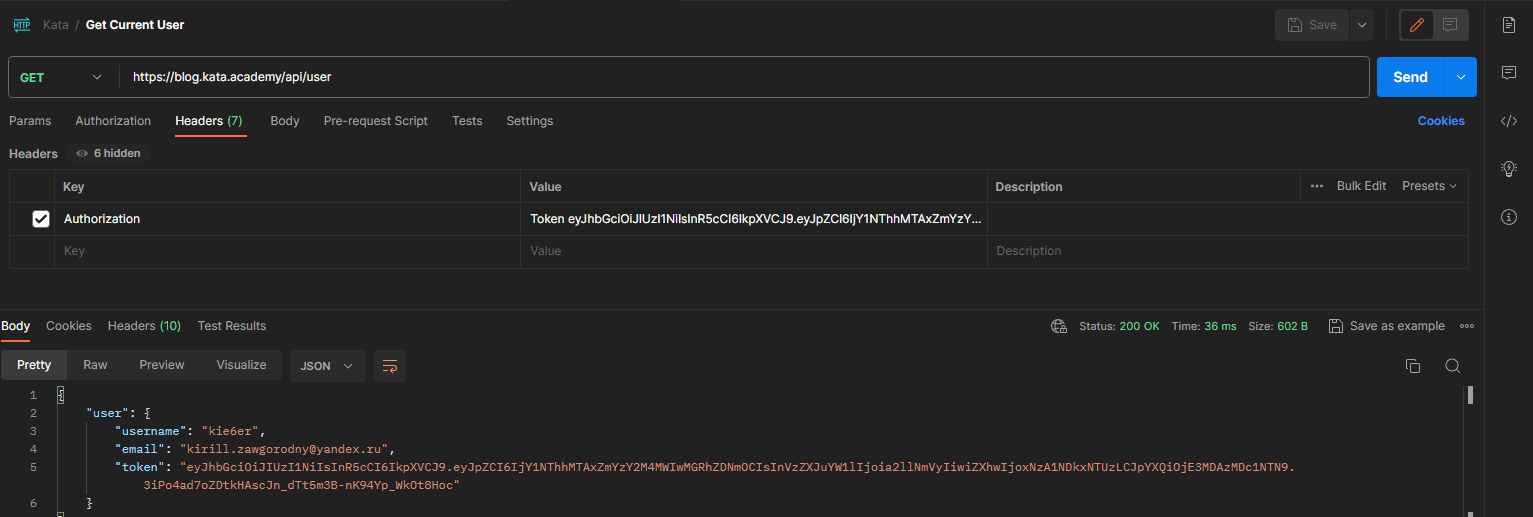 HTTP Kata / Get Current User Save
GET https://blog.kata.academy/api/user Send
Params Authorization Headers (7) Body Pre-request Script Tests Settings Cookies
Headers 6 hidden
Key Value Description Bulk Edit Presets
Authorization Token eyJhbGciOiJIUzI1NiIsInR5cCI6IkpXVCJ9.eyJpZCI6IjY1NThhMTAxZmYzY...
Key Value Description
Body Cookies Headers (10) Test Results Status: 200 OK Time: 36 ms Size: 602 B Save as example
Pretty Raw Preview Visualize JSON
1 {
2 "user": {
3 "username": "kie6er",
4 "email": "kirill.zawgorodny@yandex.ru",
5 "token": "eyJhbGciOiJIUzI1NiIsInR5cCI6IkpXVCJ9.eyJpZCI6IjY1NThhMTAxZmYzY2M4MWIwMGRhZDNmOCIsInVzZXJuYW1lIjoia2llNmVyIiwiZXhwIjoxNzA1NDkxNTUzLCJpYXQiOjE3MDAzMDc1NTN9.
3iPo4ad7oZDtkHAscJn_dTt5m3B-nK94Yp_WkOt8Hoc"
6 }